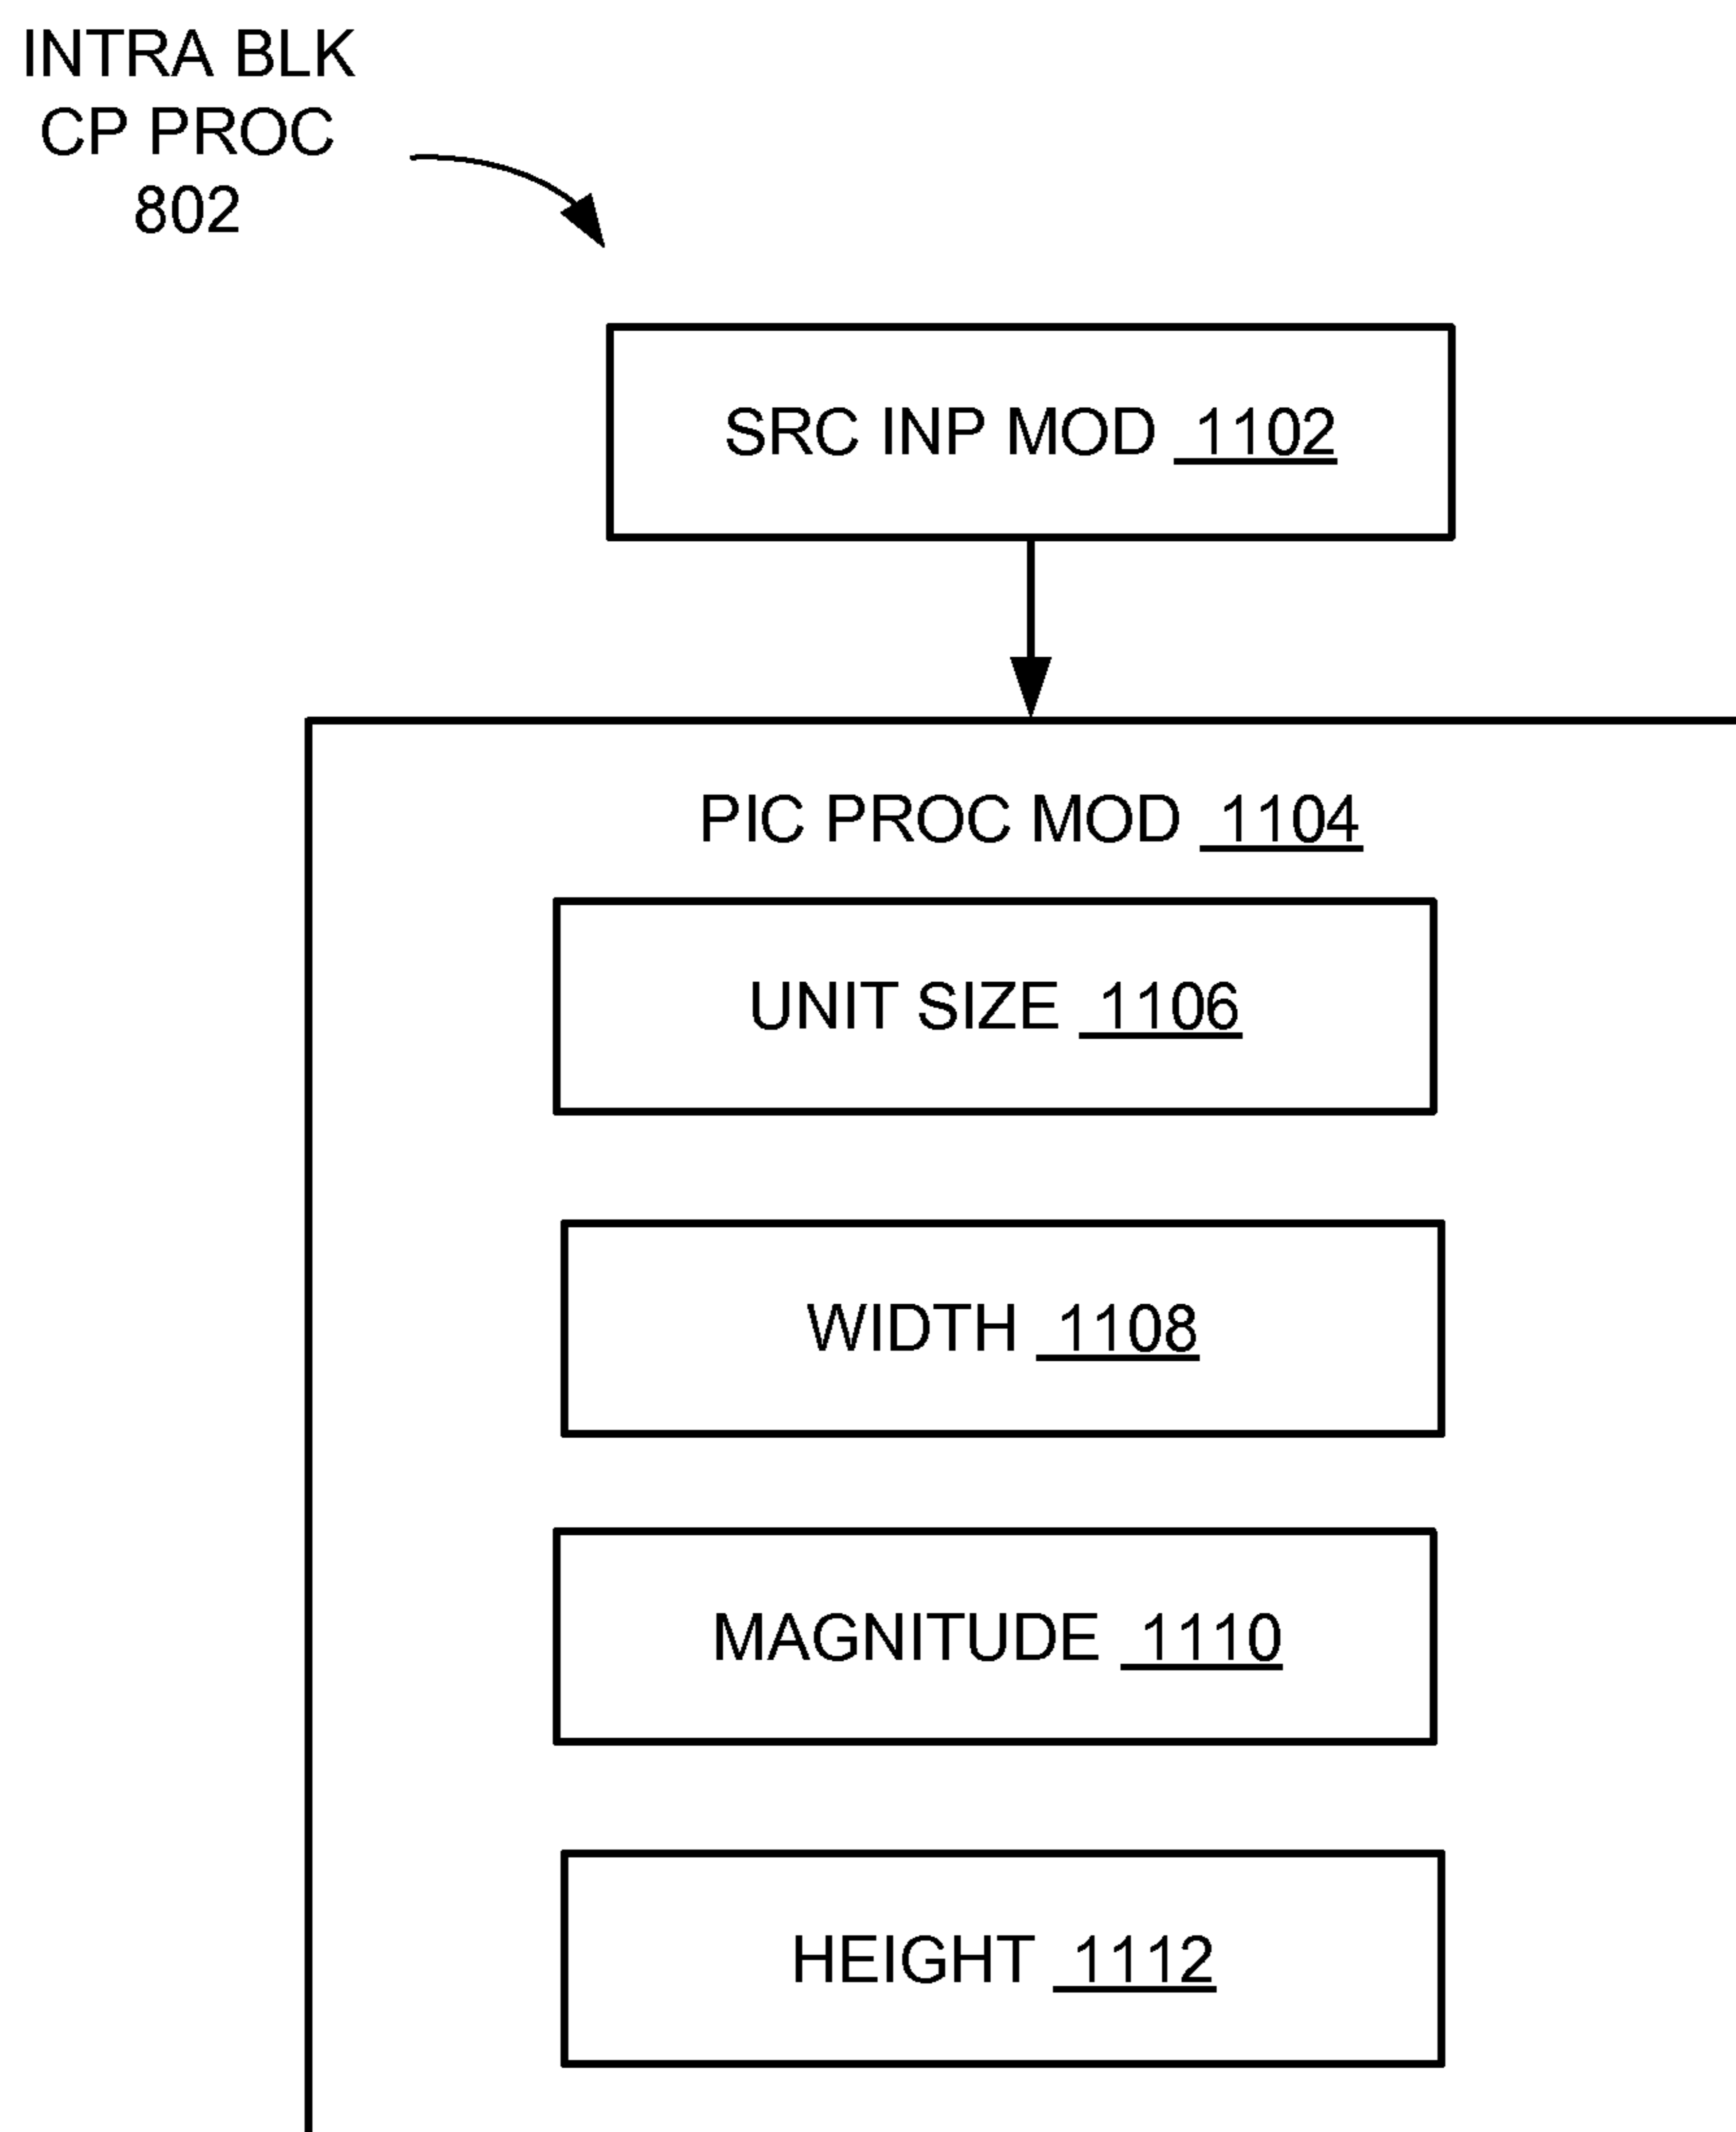 INTRA BLK
CP PROC
802
SRC INP MOD 1102
PIC PROC MOD 1104
UNIT SIZE 1106
WIDTH 1108
MAGNITUDE 1110
HEIGHT 1112